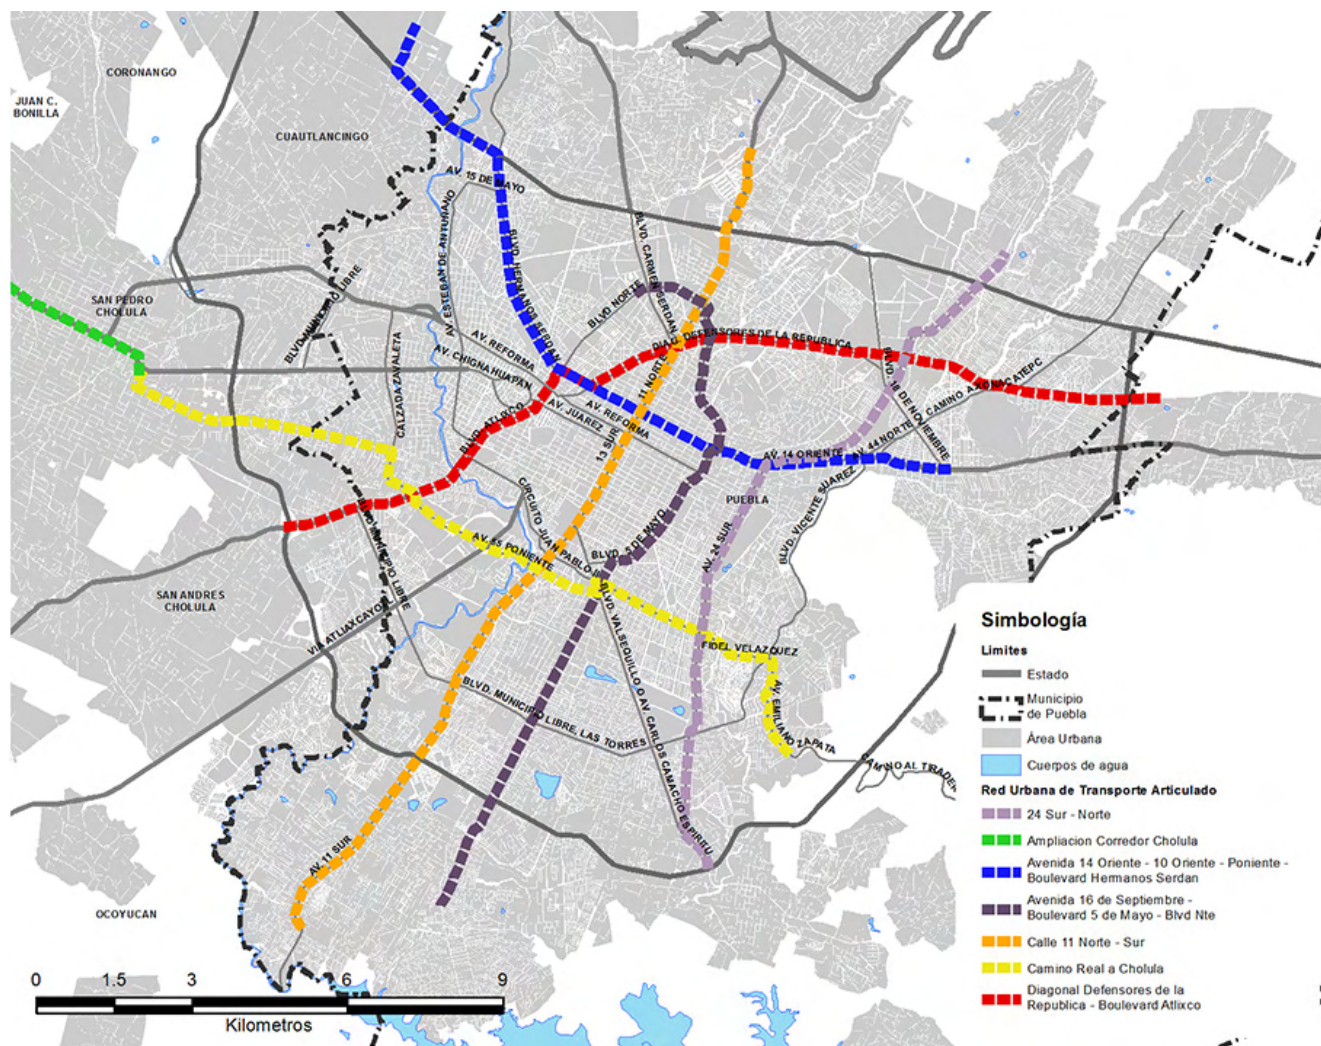 CORONANGO
JUAN C.
BONILLA
CUAUTLANCINGO
AV. 15 DE MAYO
AV. ESTEBAN DE ANTUÑANO
BLVD. HERMANOS SERDAN
BLVD. CARMEN SERDAN
SAN PEDRO
CHOLULA
BLVD. MUNICIPIO LIBRE
BLVD NORTE
CALZADA ZAVALETA
AV. REFORMA
AV. CHIGNAHUAPAN
DIAG. DEFENSORES DE LA REPUBLICA
BLVD. 18 DE NOVIEMBRE
CAMINO AXONACATEPC
11 NORTE
BLVD. ATLIXCO
AV. JUAREZ
AV. REFORMA
13 SUR
AV. 14 ORIENTE
AV. 44 NORTE
PUEBLA
BLVD. VICENTE SUAREZ
CIRCUITO JUAN PABLO II
AV. 24 SUR
BLVD. 5 DE MAYO
AV. 55 PONIENTE
SAN ANDRES
CHOLULA
BLVD. MUNICIPIO LIBRE
VIA ATLIAXCAYOTL
FIDEL VELAZQUEZ
BLVD. VALSEQUILLO O AV. CARLOS CAMACHO ESPIRITU
BLVD. MUNICIPIO LIBRE, LAS TORRES
AV. EMILIANO ZAPATA
CAMINO AL TIRADER
AV. 11 SUR
OCOYUCAN
0 1.5 3 6 9
Kilometros
Simbología
Limites
Estado
Municipio
de Puebla
Área Urbana
Cuerpos de agua
Red Urbana de Transporte Articulado
24 Sur - Norte
Ampliacion Corredor Cholula
Avenida 14 Oriente - 10 Oriente - Poniente -
Boulevard Hermanos Serdan
Avenida 16 de Septiembre -
Boulevard 5 de Mayo - Blvd Nte
Calle 11 Norte - Sur
Camino Real a Cholula
Diagonal Defensores de la
Republica - Boulevard Atlixco